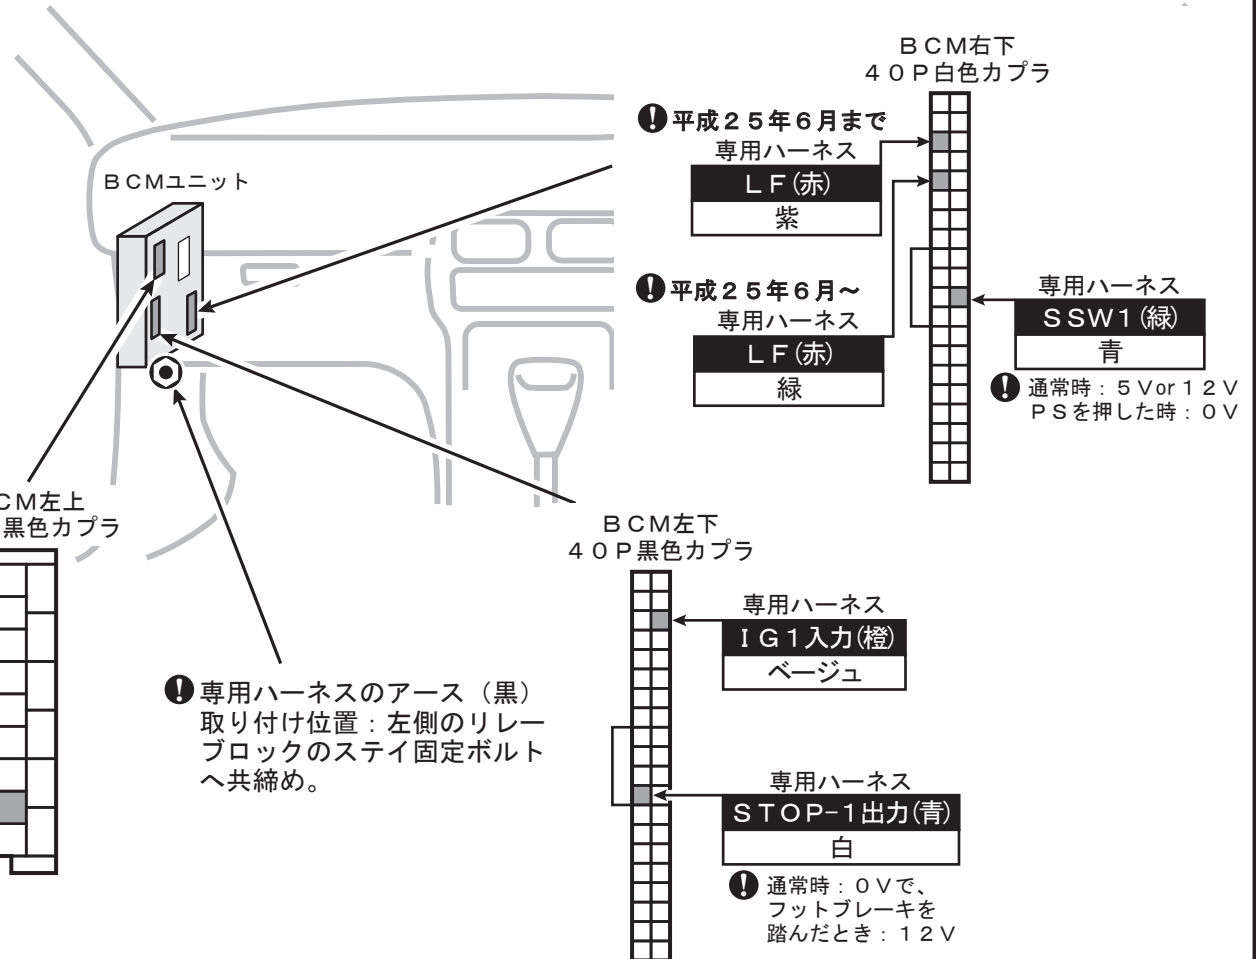 BCM右下
40P白色カプラ
平成25年6月まで
専用ハーネス
LF(赤)
紫
BCMユニット
平成25年6月～
専用ハーネス
LF(赤)
緑
専用ハーネス
SSW1(緑)
青
通常時：5Vor12V
PSを押した時：0V
CM左上
黒色カプラ
BCM左下
40P黒色カプラ
専用ハーネス
IG1入力(橙)
ベージュ
専用ハーネスのアース（黒）
取り付け位置：左側のリレー
ブロックのステイ固定ボルト
へ共締め。
専用ハーネス
STOP-1出力(青)
白
通常時：0Vで、
フットブレーキを
踏んだとき：12V